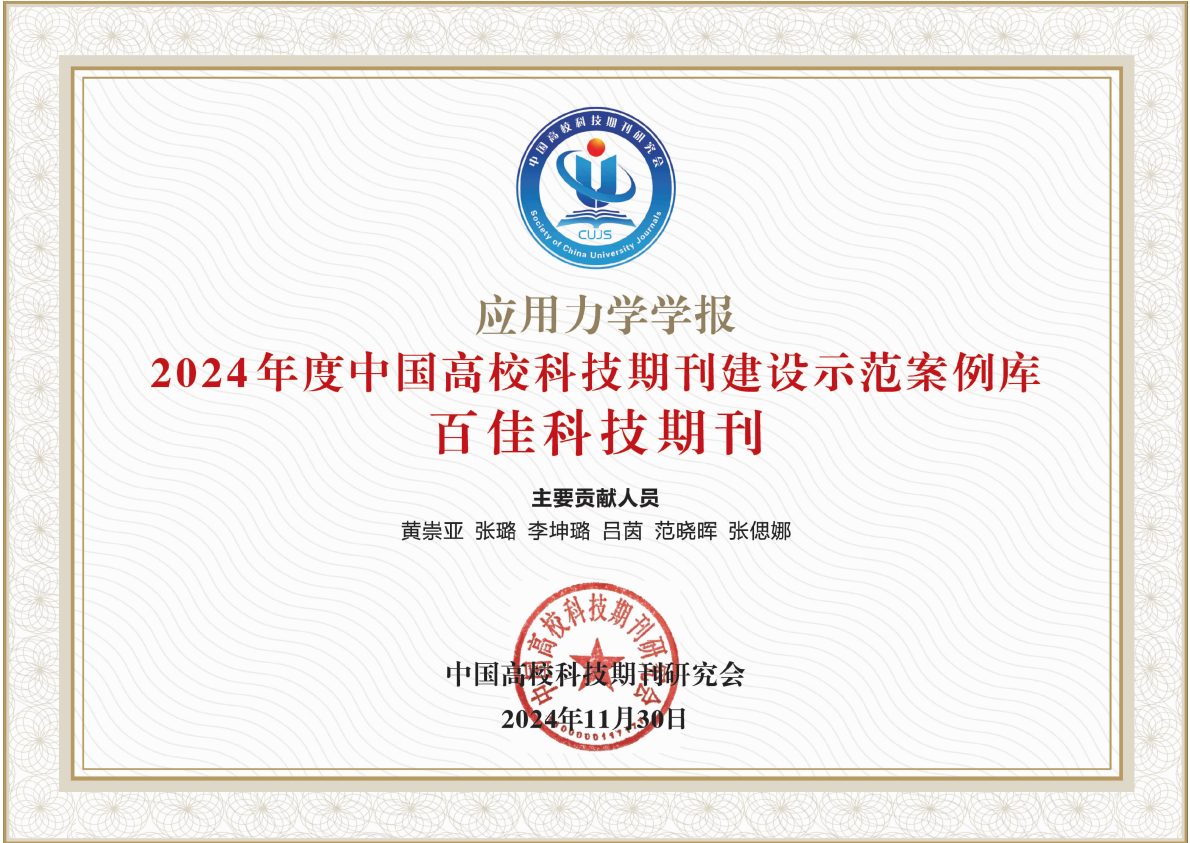 中国高校科技期刊研究会
CUJS
Society of China University Journals
应用力学学报
2024年度中国高校科技期刊建设示范案例库
百佳科技期刊
主要贡献人员
黄崇亚 张璐 李坤璐 吕茵 范晓晖 张偲娜
中国高校科技期刊研究会
中国高校科技期刊研究会
2024年11月30日